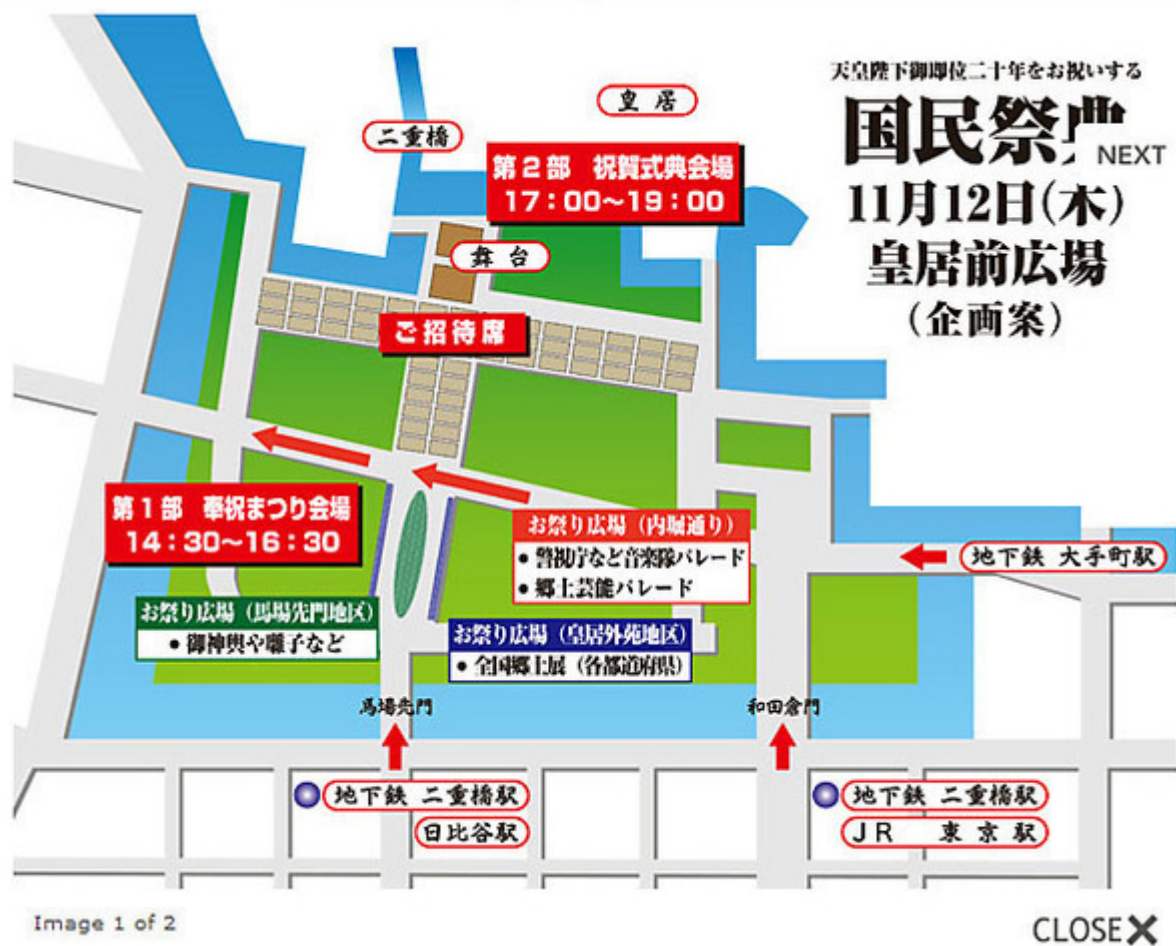 天皇陛下御即位二十年をお祝いする
国民祭典
NEXT
11月12日(木)
皇居前広場
(企画案)
皇居
二重橋
第2部 祝賀式典会場
17:00～19:00
舞台
ご招待席
第1部 奉祝まつり会場
14:30～16:30
お祭り広場（内堀通り）
● 警視庁など音楽隊パレード
● 郷土芸能パレード
地下鉄 大手町駅
お祭り広場（馬場先門地区）
● 御神輿や囃子など
お祭り広場（皇居外苑地区）
● 全国郷土展（各都道府県）
馬場先門
和田倉門
地下鉄 二重橋駅
日比谷駅
地下鉄 二重橋駅
JR 東京駅
Image 1 of 2
CLOSE X